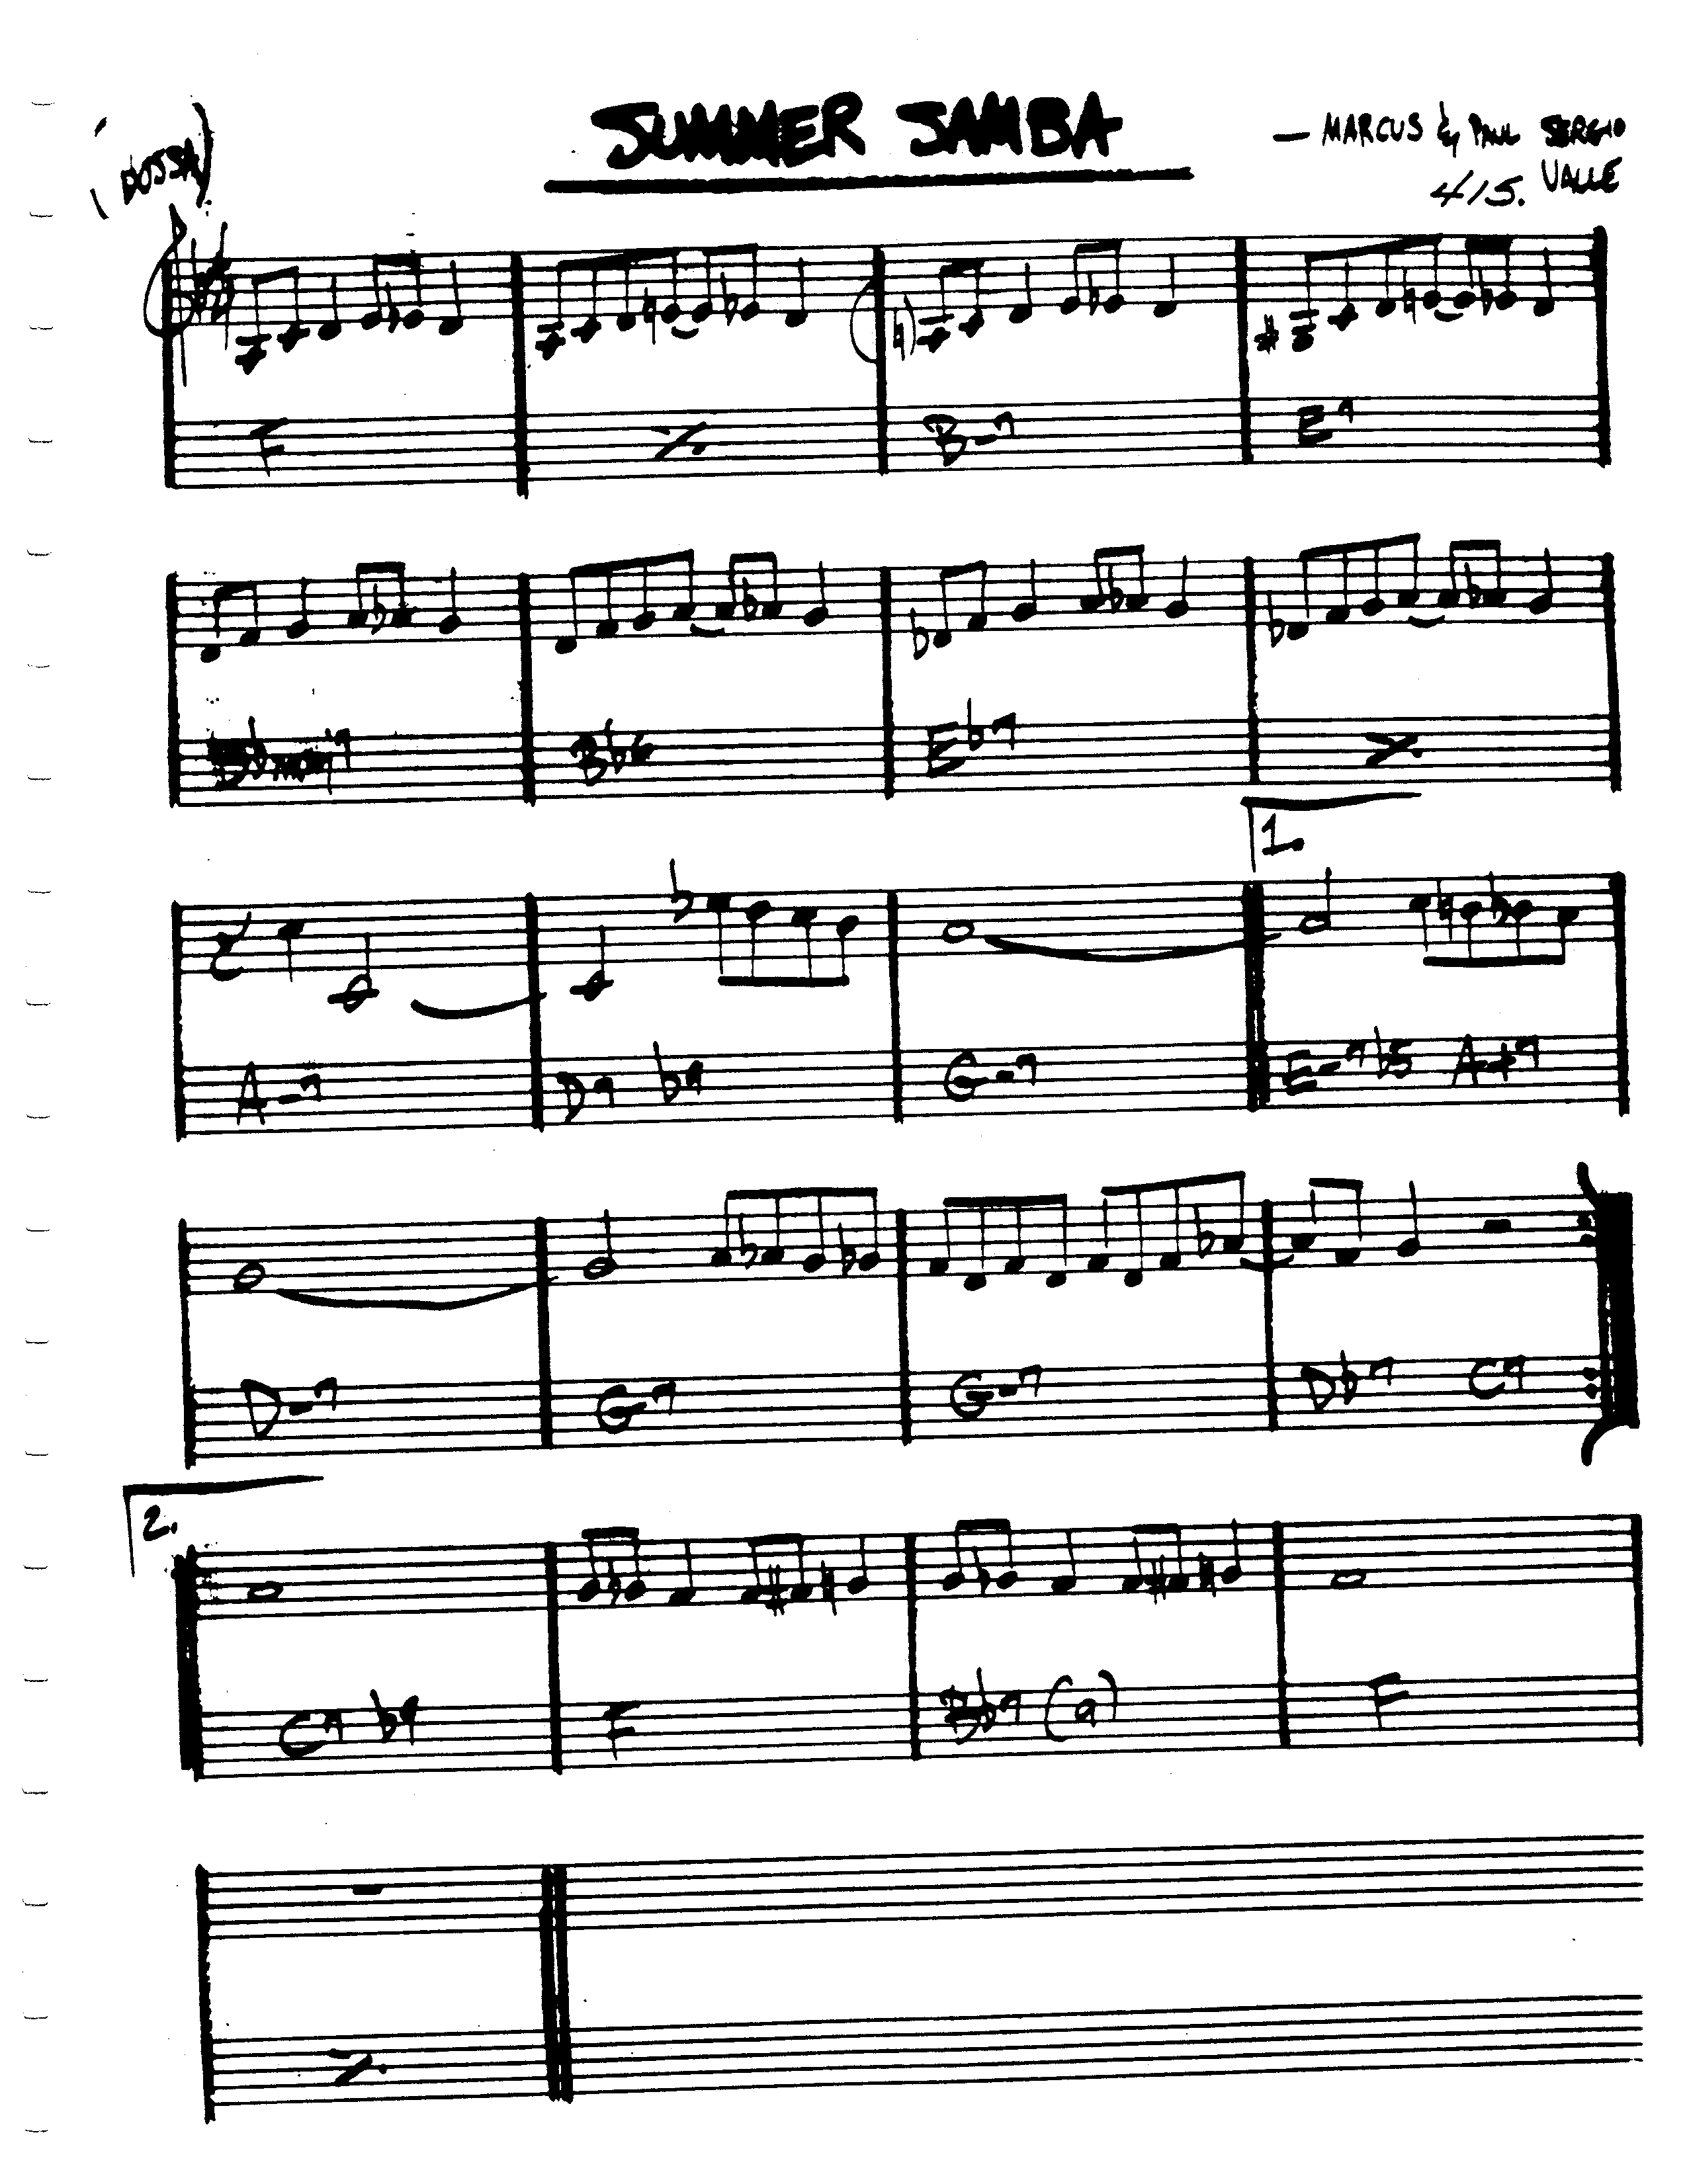 SUMMER SAMBA
(BOSSA)
— MARCUS & PAUL SERGIO
VALLE
415.
F
B-7 E7
B♭MAJ7 B♭6 E♭7
1.
A-7 D7 ♭9 G-7 E-7♭5
D-7 G7 G-7 D♭7 C7
2.
C7 ♭9 F B♭7 (9) F